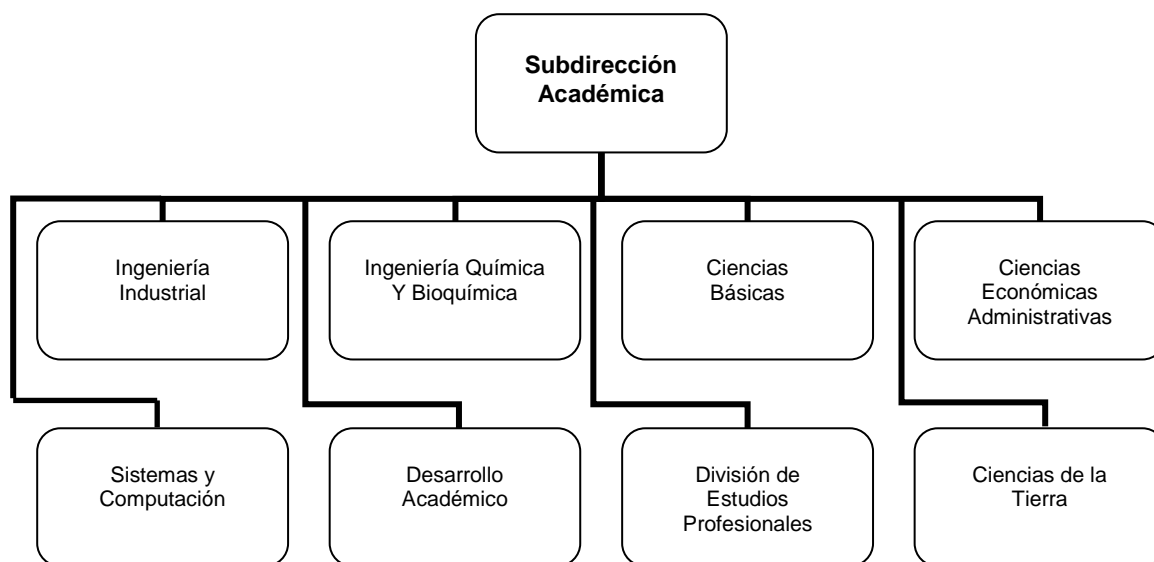 Subdirección
Académica
Ingeniería
Industrial
Ingeniería Química
Y Bioquímica
Ciencias
Básicas
Ciencias
Económicas
Administrativas
Sistemas y
Computación
Desarrollo
Académico
División de
Estudios
Profesionales
Ciencias de la
Tierra